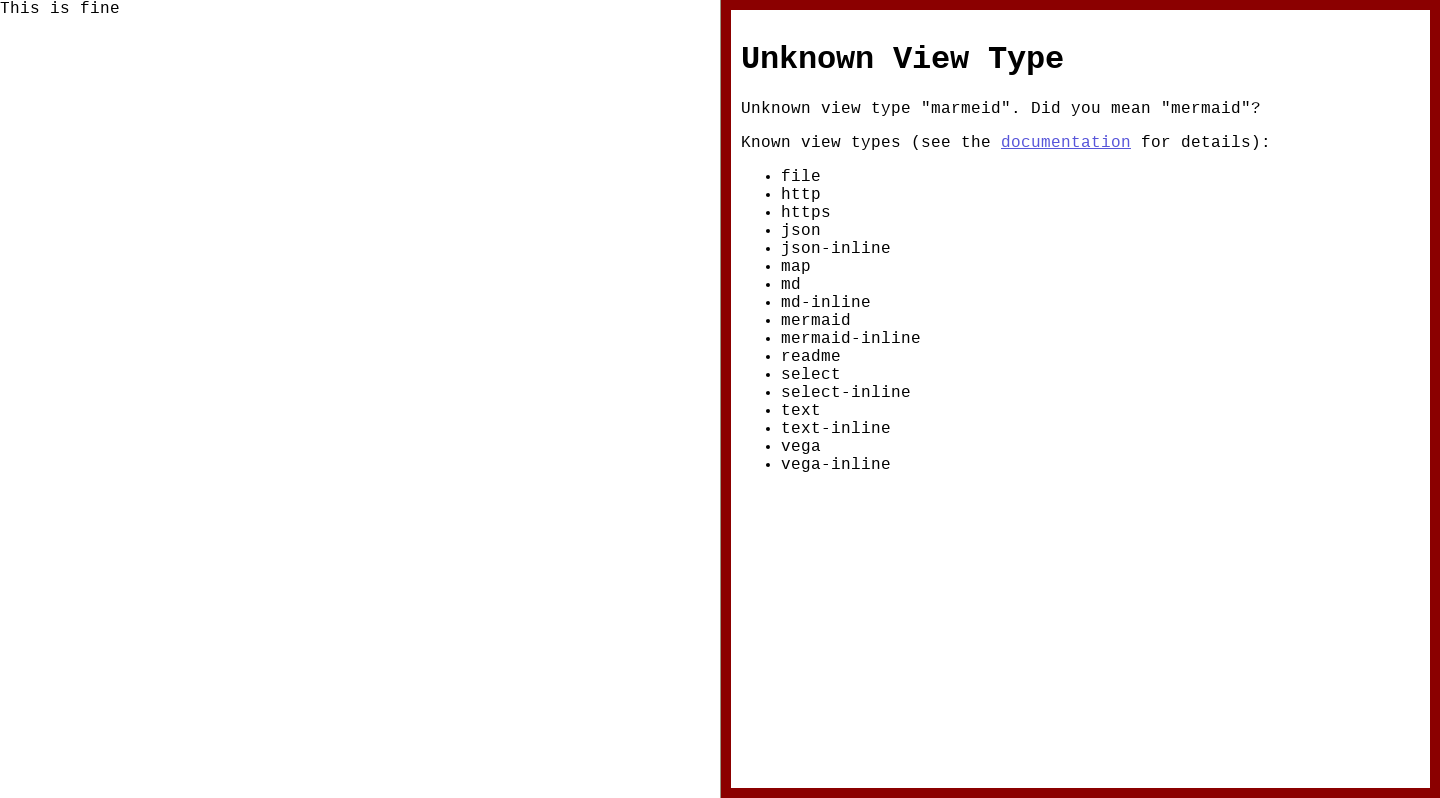 This is fine
Unknown View Type
Unknown view type "marmeid". Did you mean "mermaid"?
Known view types (see the documentation for details):
• file
• http
• https
• json
• json-inline
• map
• md
• md-inline
• mermaid
• mermaid-inline
• readme
• select
• select-inline
• text
• text-inline
• vega
• vega-inline